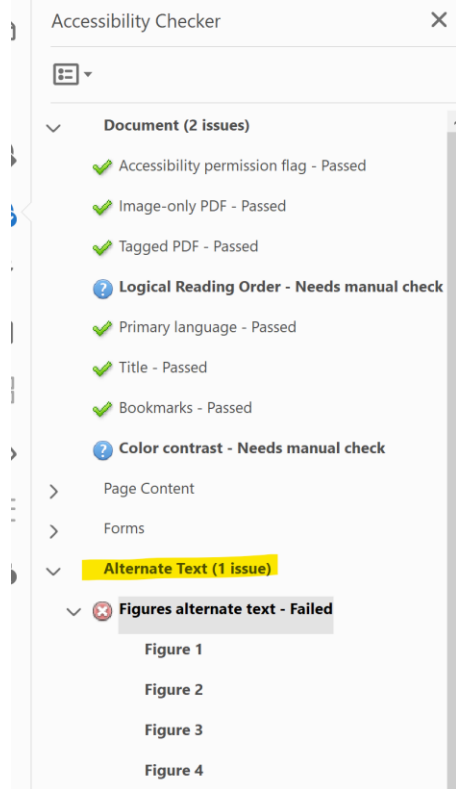 Accessibility Checker
Document (2 issues)
Accessibility permission flag - Passed
Image-only PDF - Passed
Tagged PDF - Passed
Logical Reading Order - Needs manual check
Primary language - Passed
Title - Passed
Bookmarks - Passed
Color contrast - Needs manual check
Page Content
Forms
Alternate Text (1 issue)
Figures alternate text - Failed
Figure 1
Figure 2
Figure 3
Figure 4